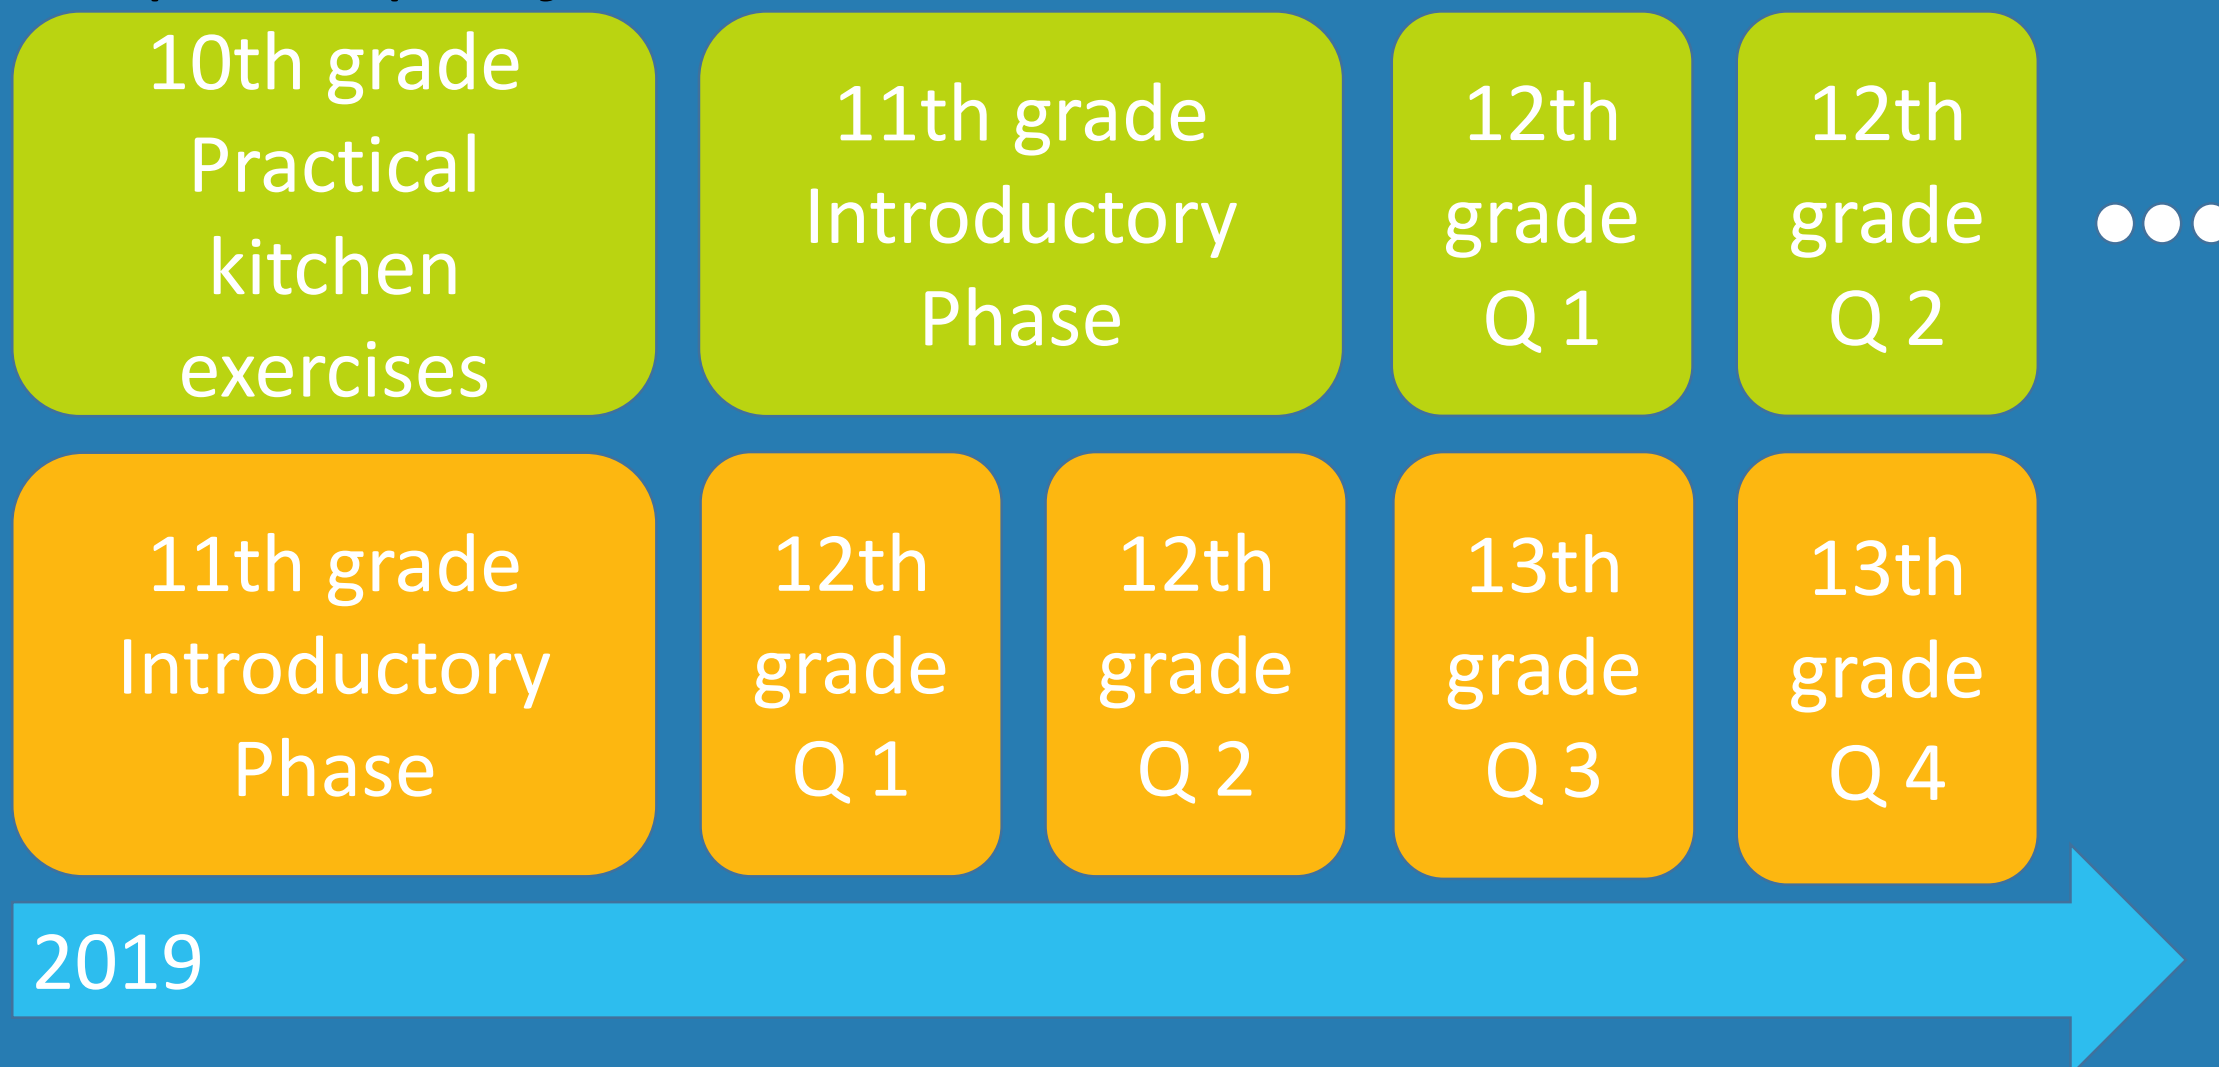 10th grade
Practical
kitchen
exercises
11th grade
Introductory
Phase
12th
grade
Q 1
12th
grade
Q 2
11th grade
Introductory
Phase
12th
grade
Q 1
12th
grade
Q 2
13th
grade
Q 3
13th
grade
Q 4
2019